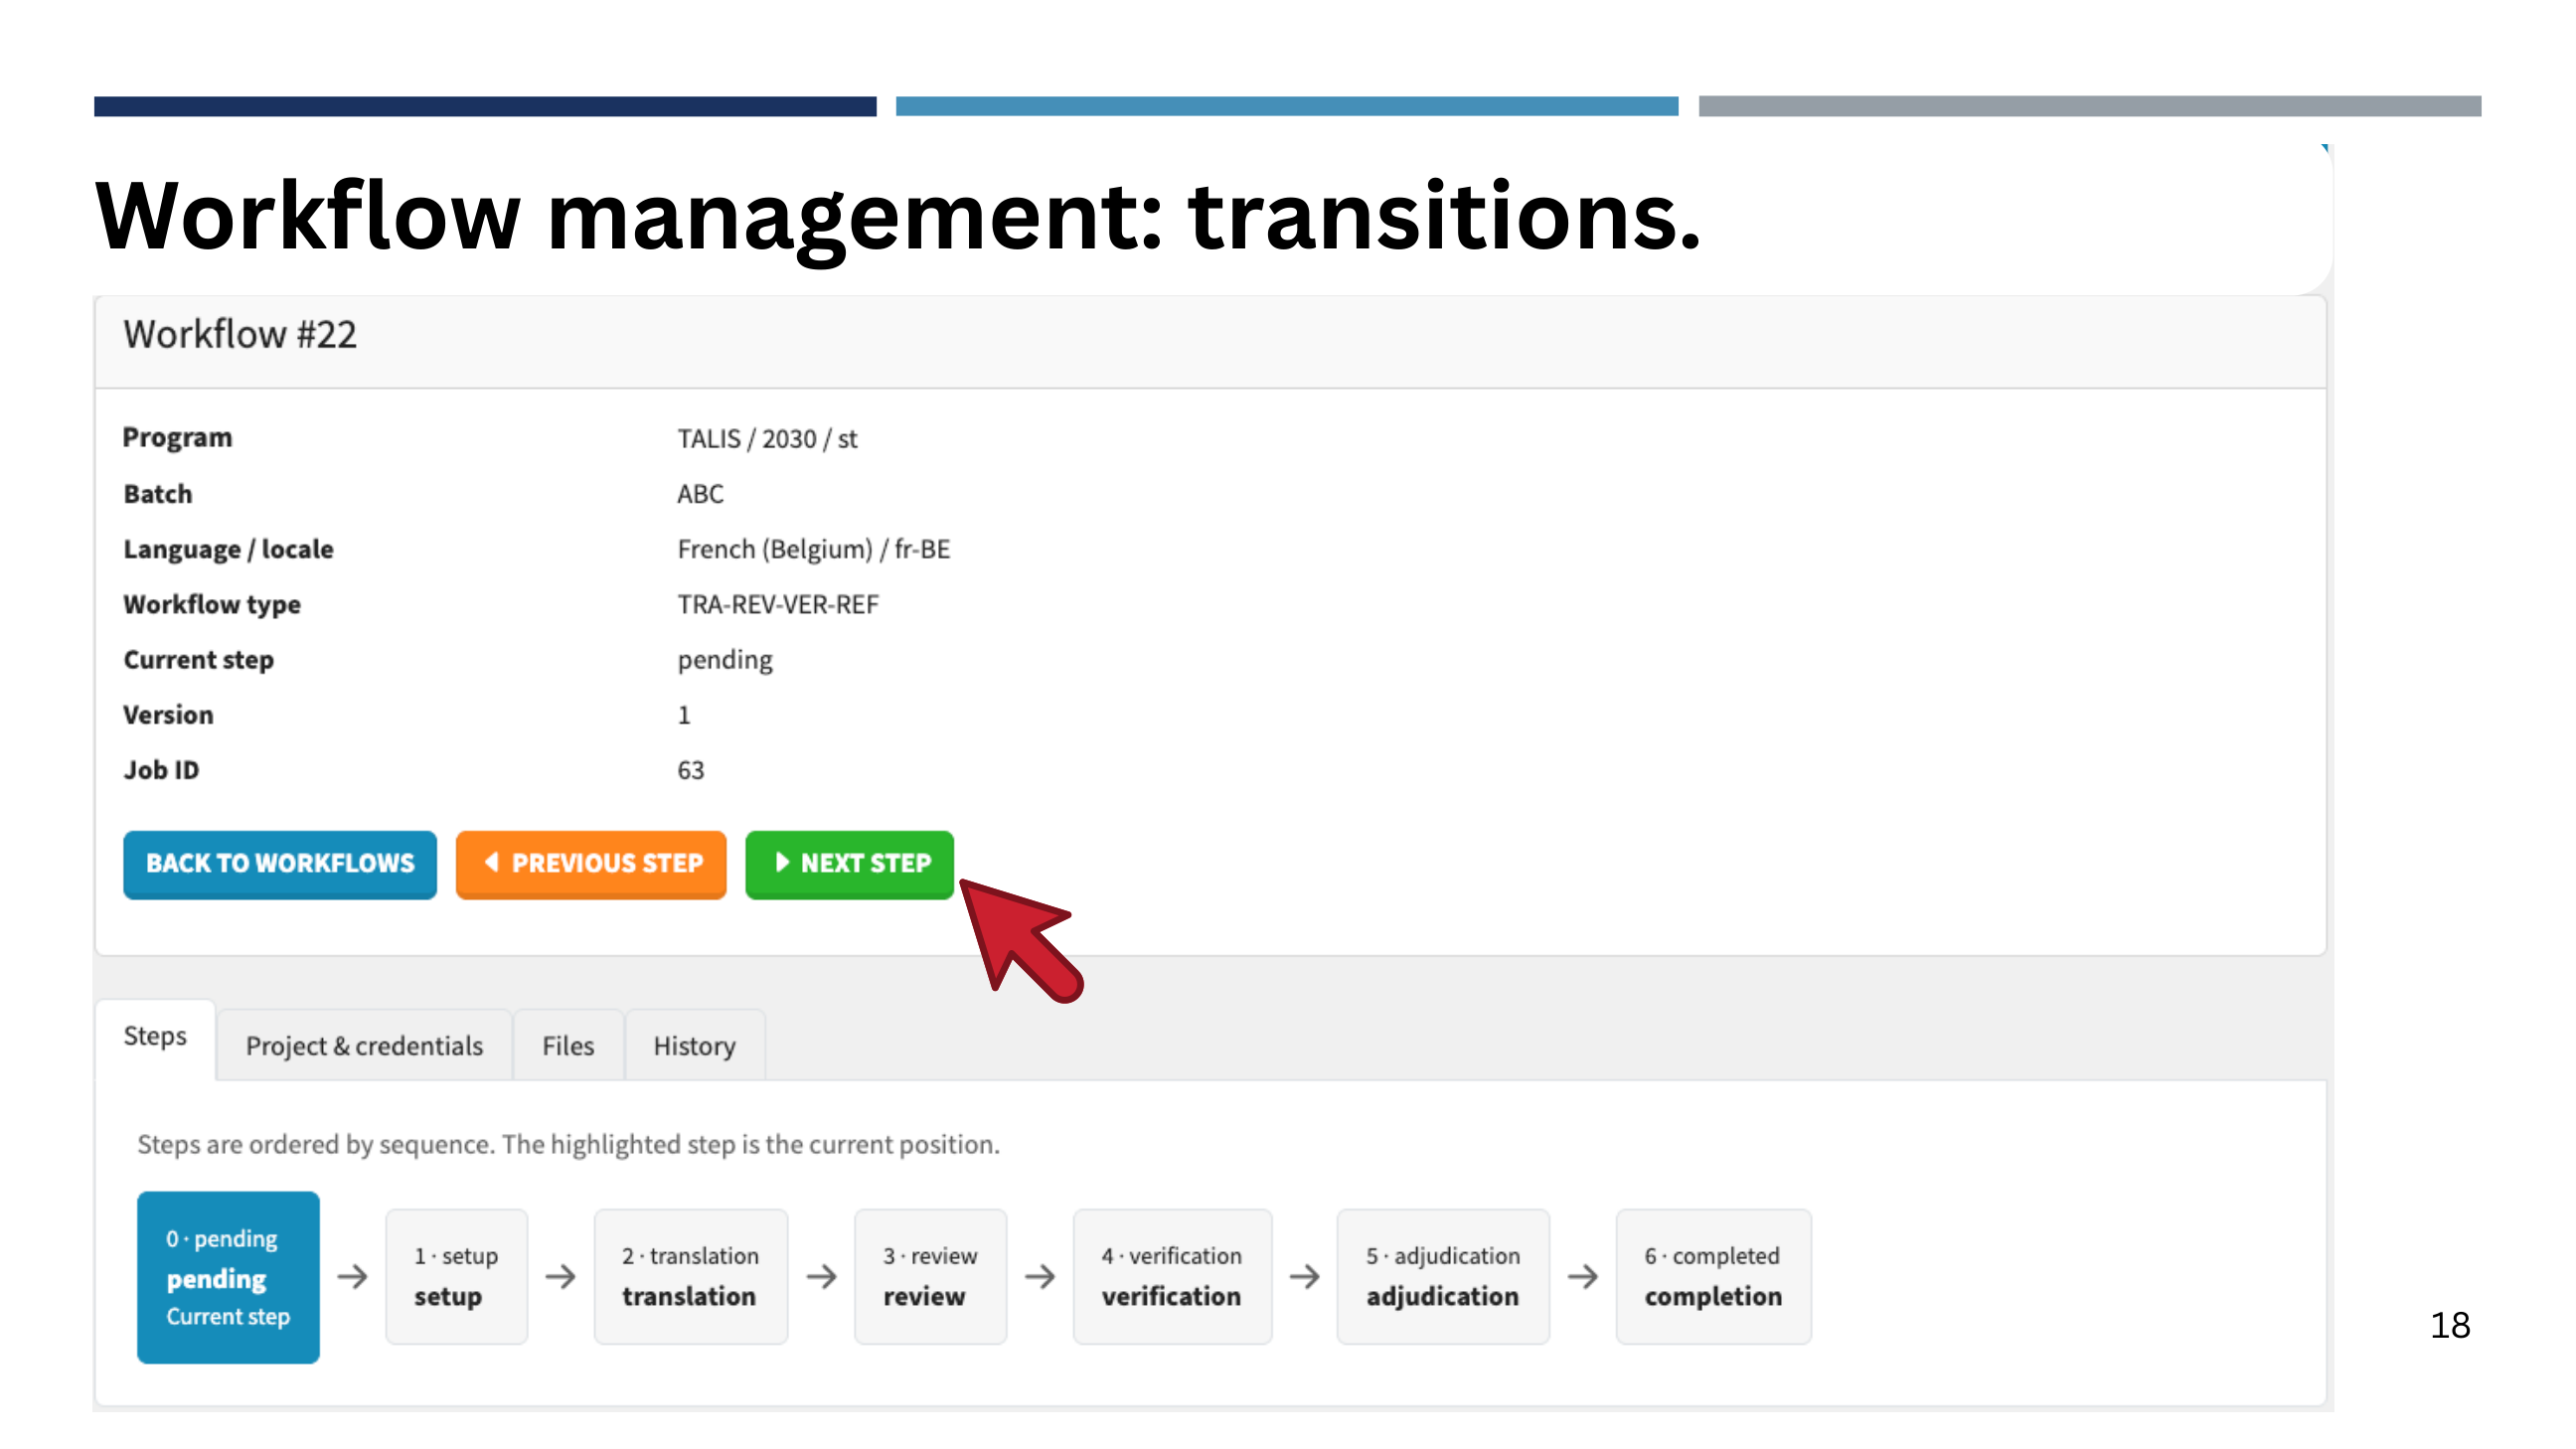 Workflow management: transitions.
Workflow #22
Program TALIS / 2030 / st
Batch ABC
Language / locale French (Belgium) / fr-BE
Workflow type TRA-REV-VER-REF
Current step pending
Version 1
Job ID 63
BACK TO WORKFLOWS PREVIOUS STEP NEXT STEP
Steps Project & credentials Files History
Steps are ordered by sequence. The highlighted step is the current position.
0 · pending
pending
Current step
1 · setup
setup
2 · translation
translation
3 · review
review
4 · verification
verification
5 · adjudication
adjudication
6 · completed
completion
18